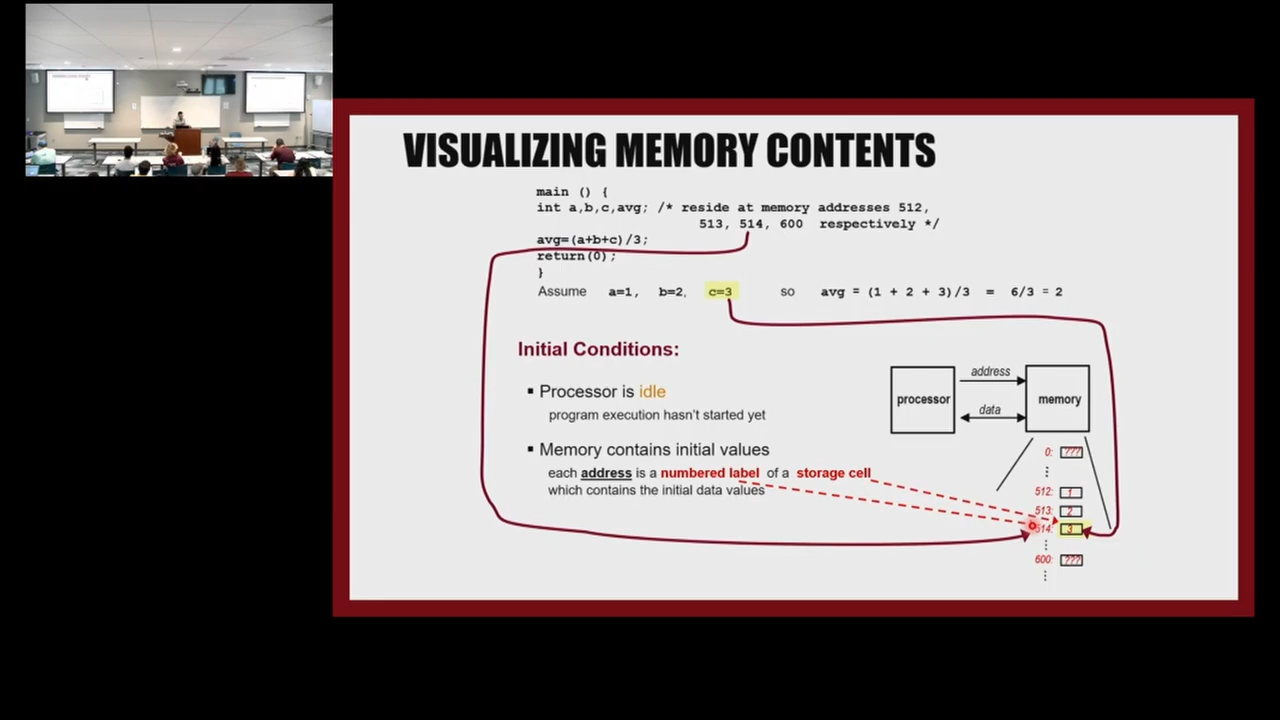 VISUALIZING MEMORY CONTENTS
main () {
int a,b,c,avg; /* reside at memory addresses 512,
513, 514, 600 respectively */
avg=(a+b+c)/3;
return(0);
}
Assume a=1, b=2, c=3 so avg = (1 + 2 + 3)/3 = 6/3 = 2
Initial Conditions:
▪ Processor is idle
program execution hasn't started yet
▪ Memory contains initial values
each address is a numbered label of a storage cell
which contains the initial data values
processor
address
data
memory
0: ???
⋮
512: 1
513: 2
514: 3
⋮
600: ???
⋮